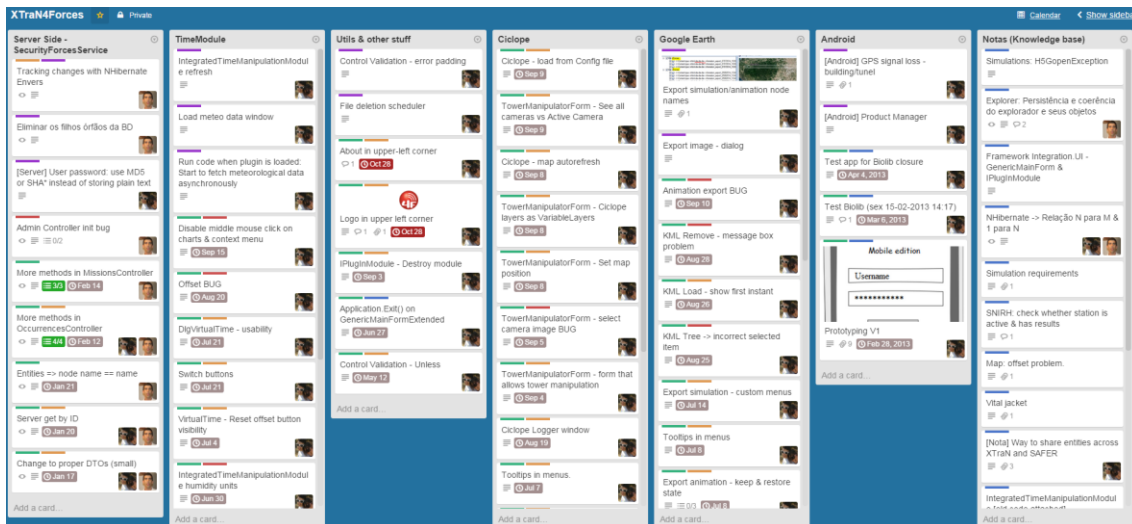 XTraN4Forces
Private
Calendar
Show sideba
Server Side -
SecurityForcesService
Tracking changes with NHibernate
Envers
Eliminar os filhos órfãos da BD
[Server] User password: use MD5
or SHA* instead of storing plain text
Admin Controller init bug
0/2
More methods in MissionsController
3/3 Feb 14
More methods in
OccurrencesController
4/4 Feb 12
Entities => node name == name
Jan 21
Server get by ID
Jan 20
Change to proper DTOs (small)
Jan 17
Add a card...
TimeModule
IntegratedTimeManipulationModul
e refresh
Load meteo data window
Run code when plugin is loaded:
Start to fetch meteorological data
asynchronously
Disable middle mouse click on
charts & context menu
Sep 15
Offset BUG
Aug 20
DlgVirtualTime - usability
Jul 21
Switch buttons
Jul 21
VirtualTime - Reset offset button
visibility
Jul 4
IntegratedTimeManipulationModul
e humidity units
Jun 30
Add a card...
Utils & other stuff
Control Validation - error padding
File deletion scheduler
About in upper-left corner
1 Oct 28
Logo in upper left corner
1 1 Oct 28
IPlugInModule - Destroy module
Sep 3
Application.Exit() on
GenericMainFormExtended
Jun 27
Control Validation - Unless
May 12
Add a card...
Ciclope
Ciclope - load from Config file
Sep 9
TowerManipulatorForm - See all
cameras vs Active Camera
Sep 9
Ciclope - map autorefresh
Sep 8
TowerManipulatorForm - Ciclope
layers as VariableLayers
Sep 8
TowerManipulatorForm - Set map
position
Sep 8
TowerManipulatorForm - select
camera image BUG
Sep 5
TowerManipulatorForm - form that
allows tower manipulation
Sep 4
Ciclope Logger window
Aug 19
Tooltips in menus.
Jul 7
Add a card...
Google Earth
Export simulation/animation node
names
1
Export image - dialog
Animation export BUG
Sep 10
KML Remove - message box
problem
Aug 28
KML Load - show first instant
Aug 26
KML Tree -> incorrect selected
item
Aug 25
Export simulation - custom menus
Jul 14
Tooltips in menus
Jul 8
Export animation - keep & restore
state
0/3 Jul 8
Add a card...
Android
[Android] GPS signal loss -
building/tunel
1
[Android] Product Manager
Test app for Biolib closure
Apr 4, 2013
Test Biolib (sex 15-02-2013 14:17)
1 Mar 6, 2013
Mobile edition
Username
***********
Prototyping V1
9 Feb 28, 2013
Add a card...
Notas (Knowledge base)
Simulations: H5GopenException
Explorer: Persistência e coerência
do explorador e seus objetos
2
Framework Integration.UI -
GenericMainForm &
IPlugInModule
NHibernate -> Relação N para M &
1 para N
Simulation requirements
1
SNIRH: check whether station is
active & has results
1
Map: offset problem.
1
Vital jacket
1
[Nota] Way to share entities across
XTraN and SAFER
3
IntegratedTimeManipulationModul
Add a card...